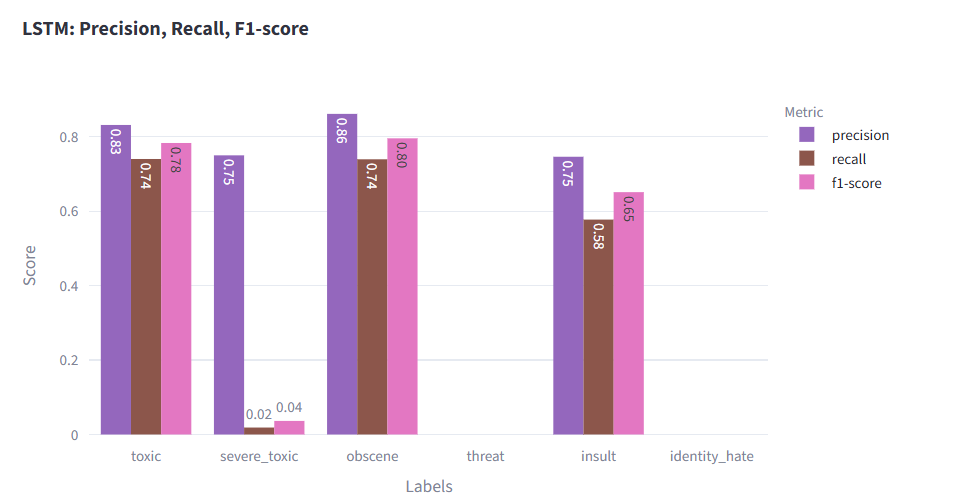 LSTM: Precision, Recall, F1-score
Metric
precision
recall
f1-score
Score
0.8
0.6
0.4
0.2
0
0.83
0.74
0.78
0.75
0.02
0.04
0.86
0.74
0.80
0.75
0.58
0.65
toxic severe_toxic obscene threat insult identity_hate
Labels